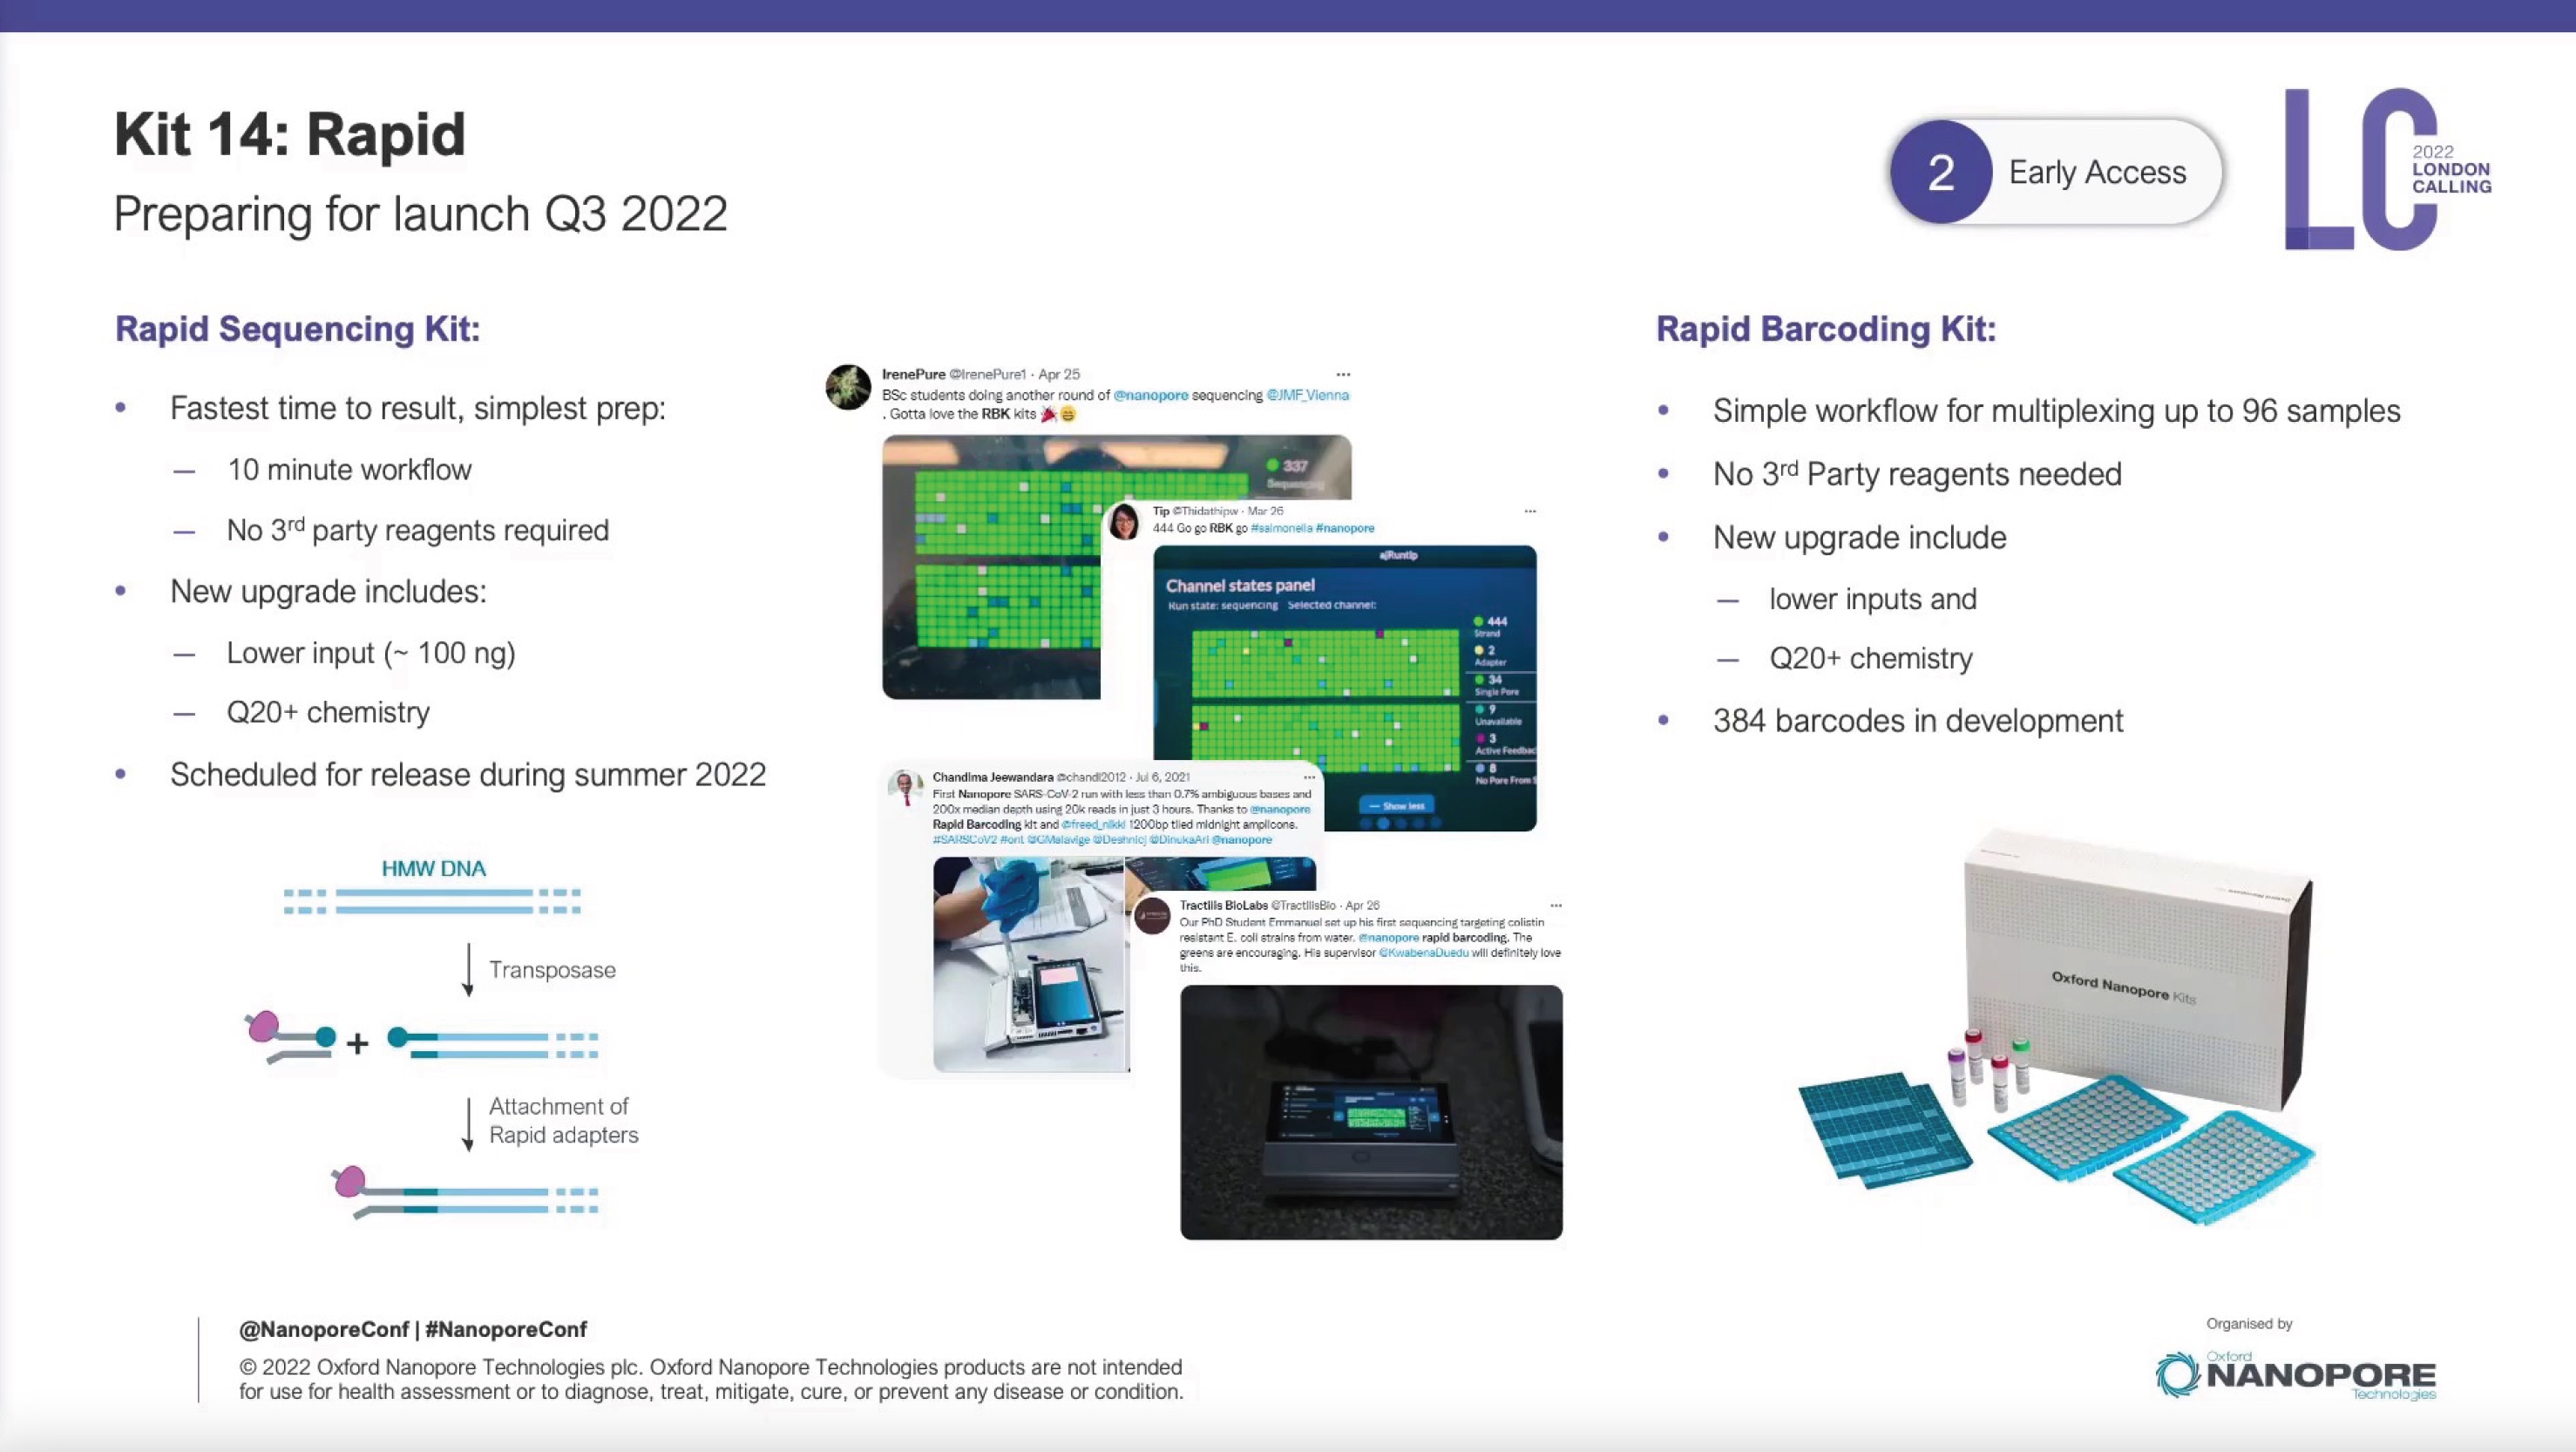 Kit 14: Rapid
Preparing for launch Q3 2022
2
Early Access
LC
2022
LONDON
CALLING
Rapid Sequencing Kit:
• Fastest time to result, simplest prep:
— 10 minute workflow
— No 3rd party reagents required
• New upgrade includes:
— Lower input (~ 100 ng)
— Q20+ chemistry
• Scheduled for release during summer 2022
HMW DNA
Transposase
+
Attachment of
Rapid adapters
IrenePure @IrenePure1 · Apr 25
BSc students doing another round of @nanopore sequencing @JMF_Vienna
. Gotta love the RBK kits 🎉😄
337
Sequencing
Tip @Thidathipw · Mar 26
444 Go go RBK go #salmonella #nanopore
Channel states panel
Run state: sequencing Selected channel:
444
Strand
2
Adapter
34
Single Pore
9
Unavailable
3
Active Feedbac
8
No Pore From S
— Show less
Chandima Jeewandara @chandi2012 · Jul 6, 2021
First Nanopore SARS-CoV-2 run with less than 0.7% ambiguous bases and
200x median depth using 20k reads in just 3 hours. Thanks to @nanopore
Rapid Barcoding kit and @freed_nikki 1200bp tiled midnight amplicons.
#SARSCoV2 #ont @GMalavige @Deshnicj @DinukaAri @nanopore
Tractilis BioLabs @TractilisBio · Apr 26
Our PhD Student Emmanuel set up his first sequencing targeting colistin
resistant E. coli strains from water. @nanopore rapid barcoding. The
greens are encouraging. His supervisor @KwabenaDuedu will definitely love
this.
Rapid Barcoding Kit:
• Simple workflow for multiplexing up to 96 samples
• No 3rd Party reagents needed
• New upgrade include
— lower inputs and
— Q20+ chemistry
• 384 barcodes in development
Oxford Nanopore Kits
@NanoporeConf | #NanoporeConf
© 2022 Oxford Nanopore Technologies plc. Oxford Nanopore Technologies products are not intended
for use for health assessment or to diagnose, treat, mitigate, cure, or prevent any disease or condition.
Organised by
Oxford
NANOPORE
Technologies